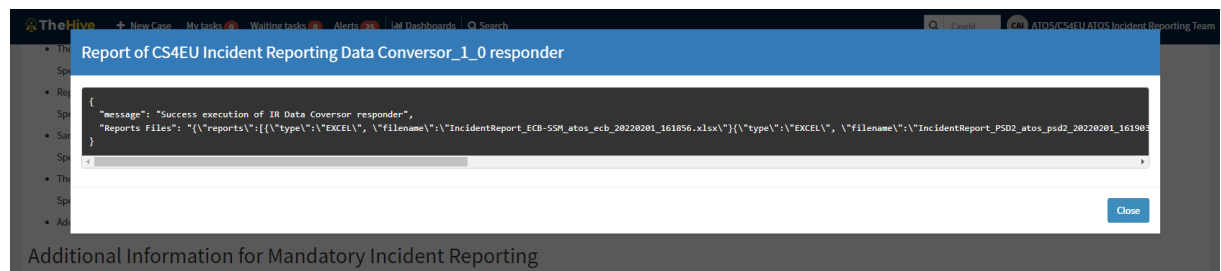 TheHive + New Case My tasks 0 Waiting tasks 0 Alerts 25 Dashboards Search CaseId CAI ATOS/CS4EU ATOS Incident Reporting Team
Report of CS4EU Incident Reporting Data Conversor_1_0 responder
{
"message": "Success execution of IR Data Coversor responder",
"Reports Files": "{\"reports\":[{\"type\":\"EXCEL\", \"filename\":\"IncidentReport_ECB-SSM_atos_ecb_20220201_161856.xlsx\"}{\"type\":\"EXCEL\", \"filename\":\"IncidentReport_PSD2_atos_psd2_20220201_161903
}
Close
Additional Information for Mandatory Incident Reporting